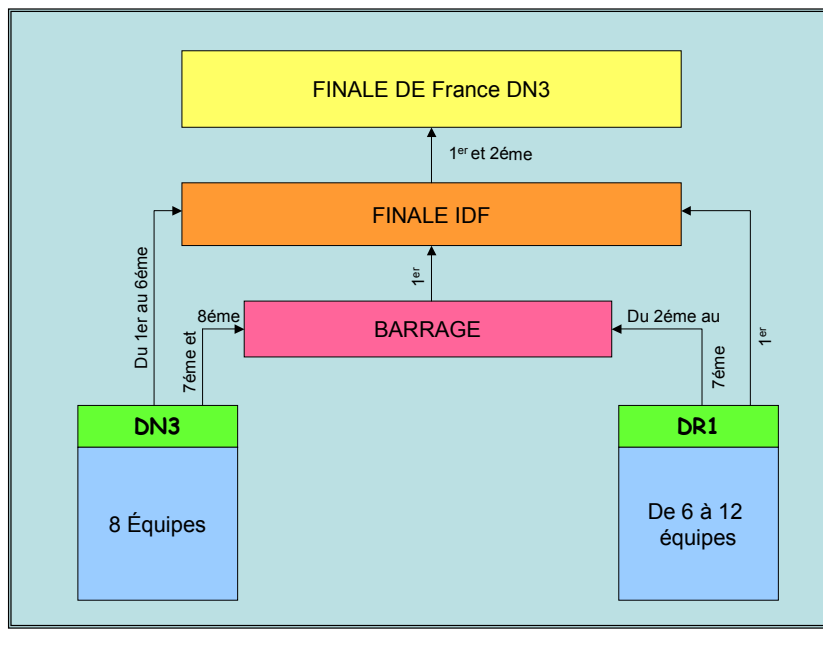 FINALE DE France DN3
1er et 2éme
FINALE IDF
Du 1er au 6éme
1er
8éme
7éme et
BARRAGE
Du 2éme au
7éme
1er
DN3
8 Équipes
DR1
De 6 à 12
équipes